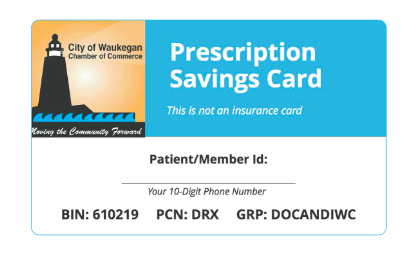 City of Waukegan
Chamber of Commerce
Moving the Community Forward
Prescription
Savings Card
This is not an insurance card
Patient/Member Id:
Your 10-Digit Phone Number
BIN: 610219 PCN: DRX GRP: DOCANDIWC